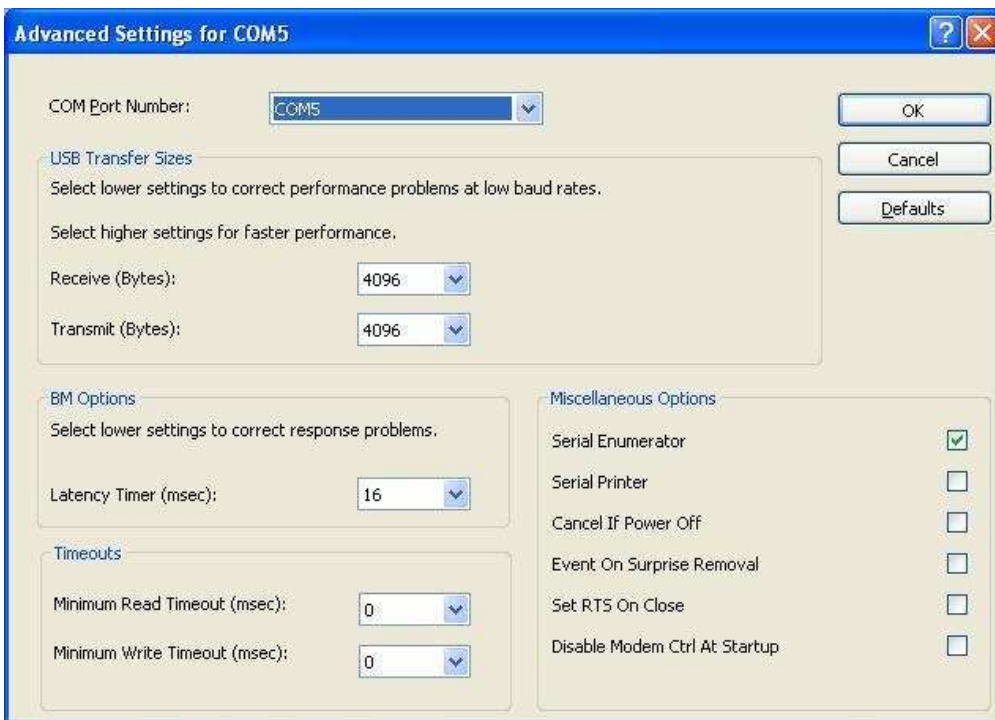 Advanced Settings for COM5
COM Port Number: COM5
OK
Cancel
Defaults
USB Transfer Sizes
Select lower settings to correct performance problems at low baud rates.
Select higher settings for faster performance.
Receive (Bytes): 4096
Transmit (Bytes): 4096
BM Options
Select lower settings to correct response problems.
Latency Timer (msec): 16
Timeouts
Minimum Read Timeout (msec): 0
Minimum Write Timeout (msec): 0
Miscellaneous Options
Serial Enumerator
Serial Printer
Cancel If Power Off
Event On Surprise Removal
Set RTS On Close
Disable Modem Ctrl At Startup